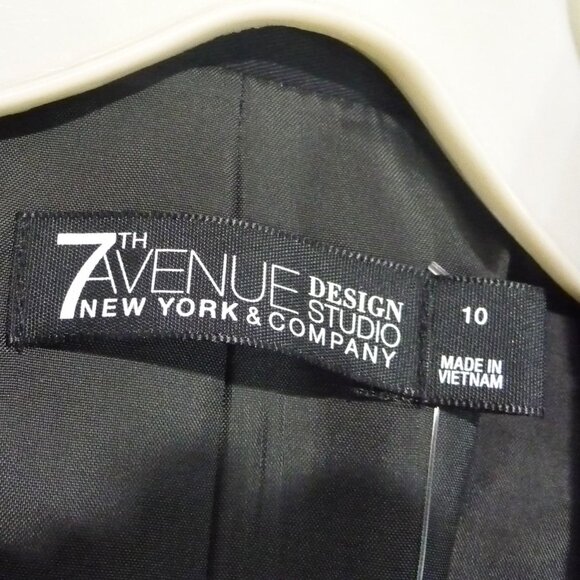 7TH
AVENUE DESIGN STUDIO
NEW YORK & COMPANY
10
MADE IN
VIETNAM